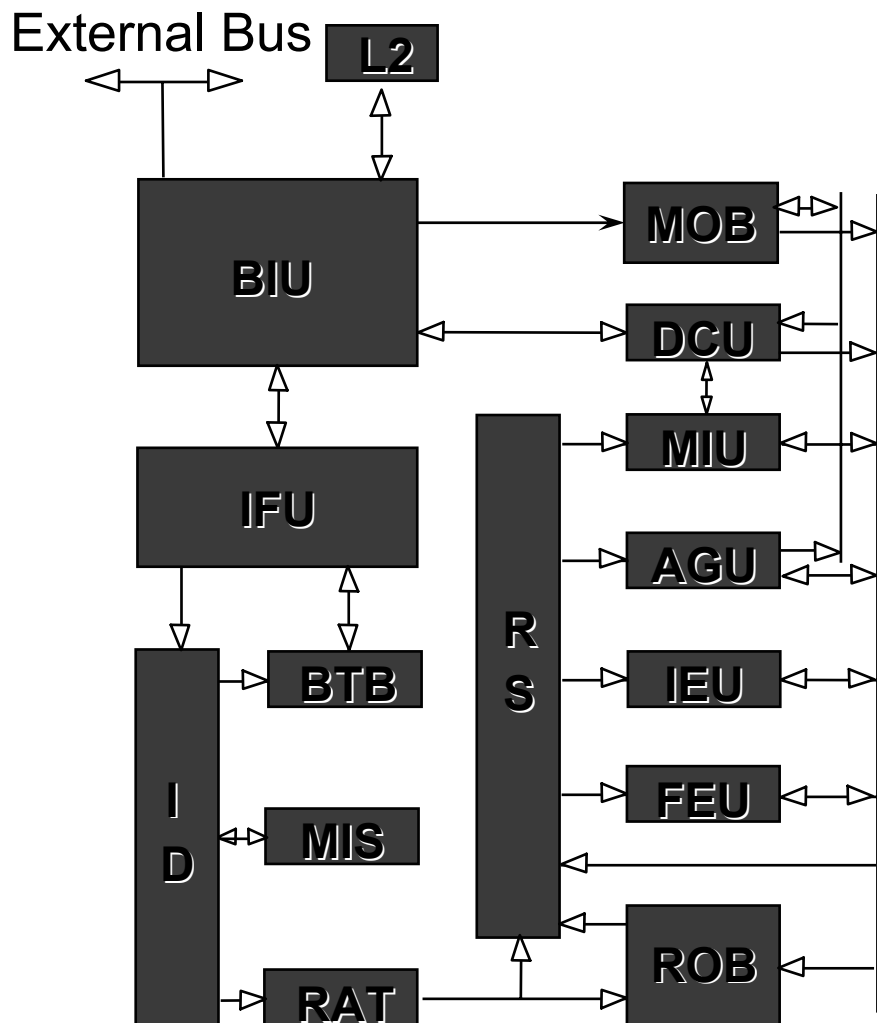 External Bus
L2
BIU
MOB
DCU
MIU
IFU
AGU
R
S
BTB
IEU
I
D
MIS
FEU
ROB
RAT